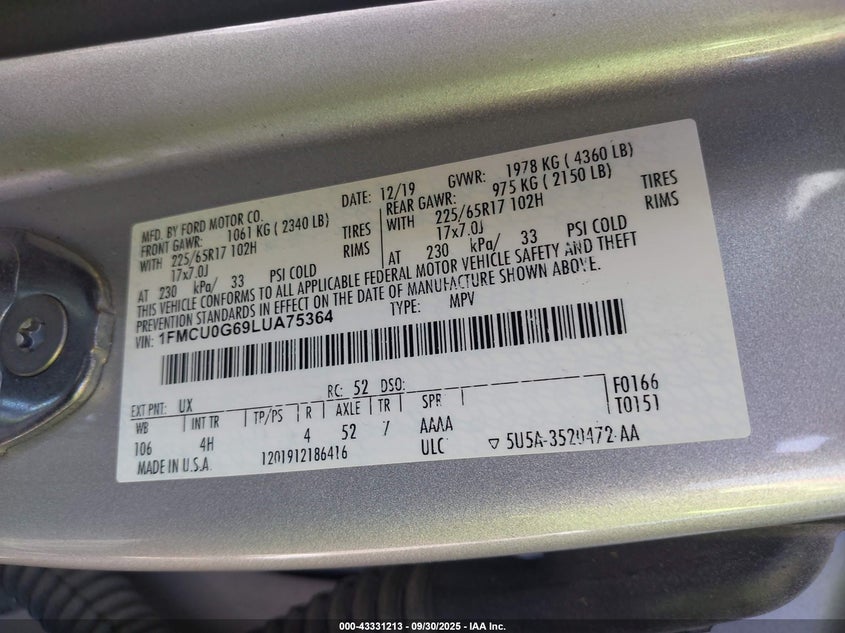 MFD. BY FORD MOTOR CO.
DATE: 12/19
GVWR: 1978 KG ( 4360 LB)
FRONT GAWR: 1061 KG ( 2340 LB)
REAR GAWR: 975 KG ( 2150 LB)
WITH 225/65R17 102H TIRES
WITH 225/65R17 102H TIRES
17x7.0J RIMS
17x7.0J RIMS
AT 230 kPa/ 33 PSI COLD
AT 230 kPa/ 33 PSI COLD
THIS VEHICLE CONFORMS TO ALL APPLICABLE FEDERAL MOTOR VEHICLE SAFETY AND THEFT
PREVENTION STANDARDS IN EFFECT ON THE DATE OF MANUFACTURE SHOWN ABOVE.
VIN: 1FMCU0G69LUA75364
TYPE: MPV
EXT PNT: UX RC: 52 DSO: F0166
WB INT TR TP/PS R AXLE TR SPR T0151
106 4H 4 52 7 AAAA
ULC
MADE IN U.S.A. 1201912186416
5U5A-3520472-AA
000-43331213 - 09/30/2025 - IAA Inc.